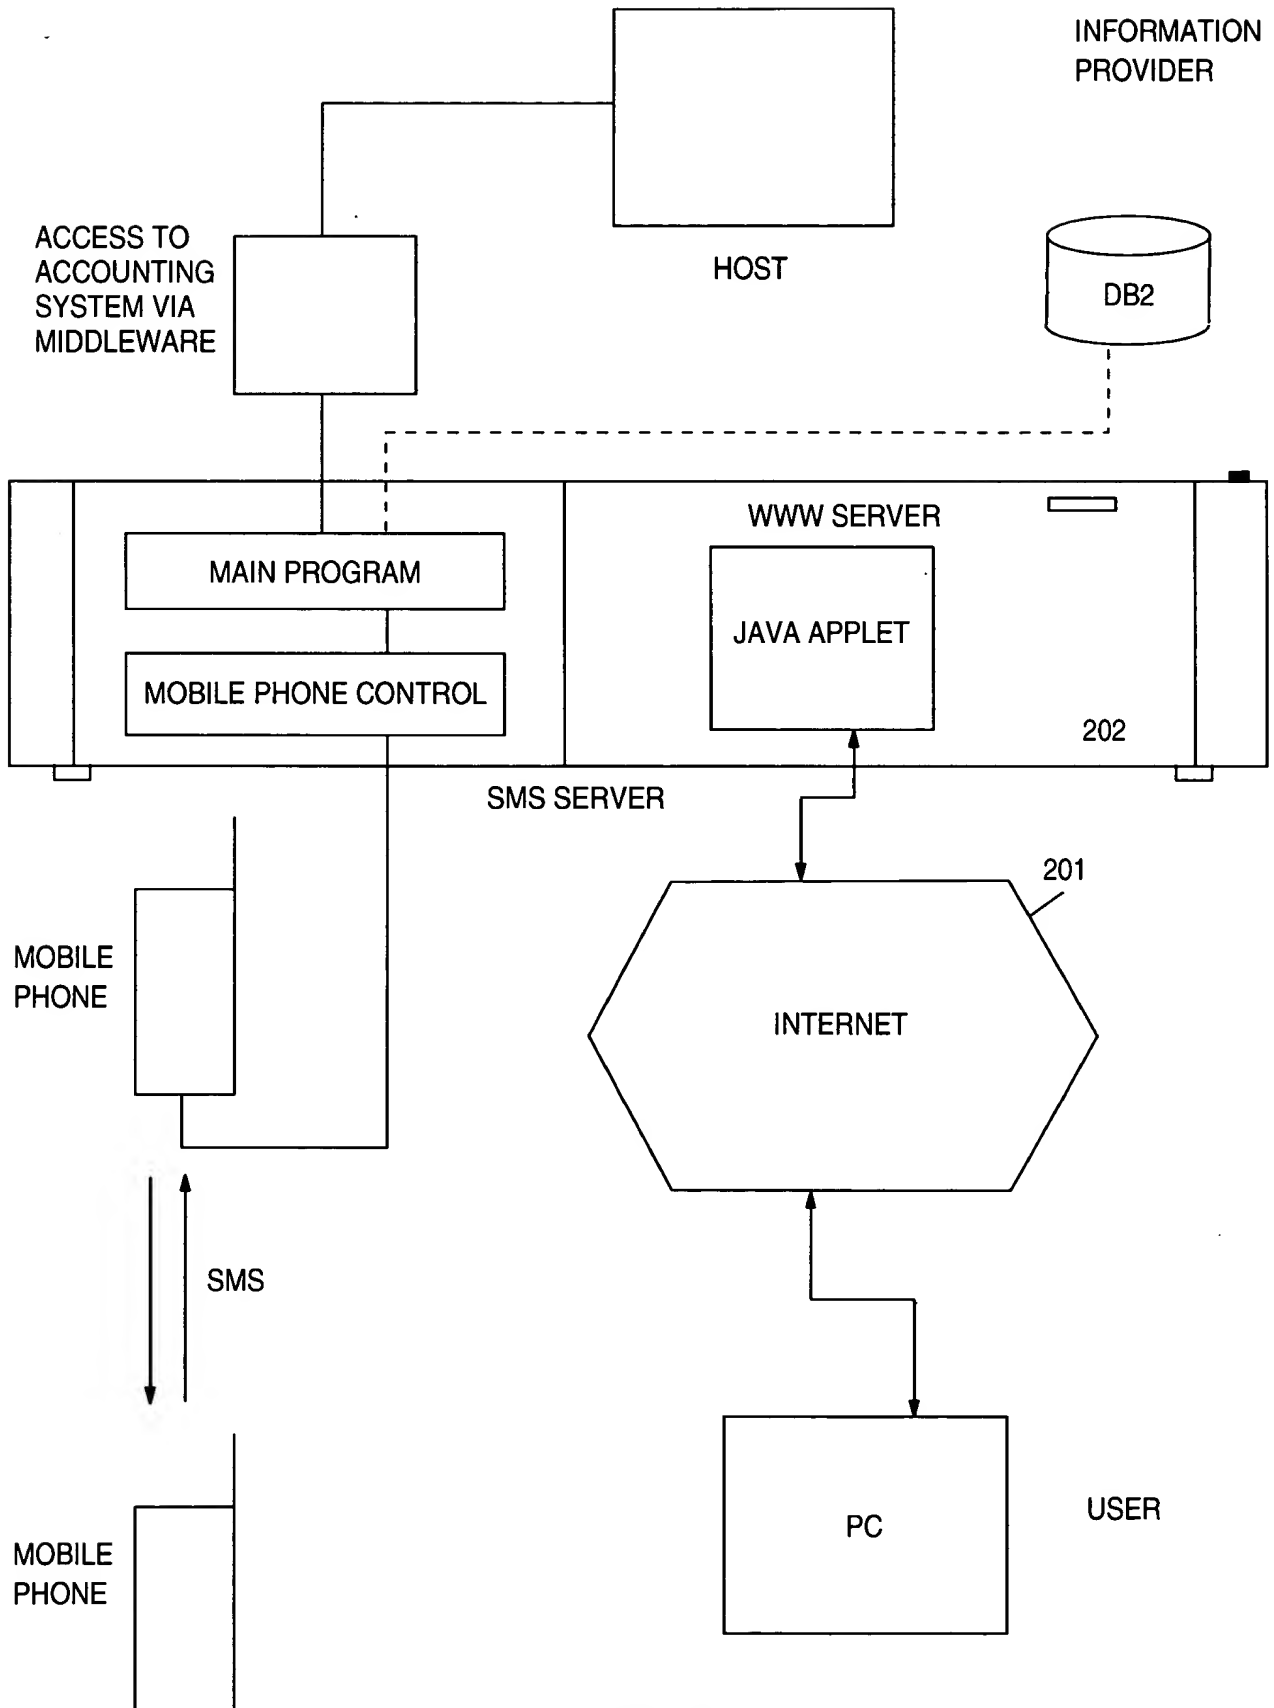 INFORMATION
PROVIDER
ACCESS TO
ACCOUNTING
SYSTEM VIA
MIDDLEWARE
HOST
DB2
WWW SERVER
MAIN PROGRAM
JAVA APPLET
MOBILE PHONE CONTROL
202
SMS SERVER
201
MOBILE
PHONE
INTERNET
SMS
USER
PC
MOBILE
PHONE